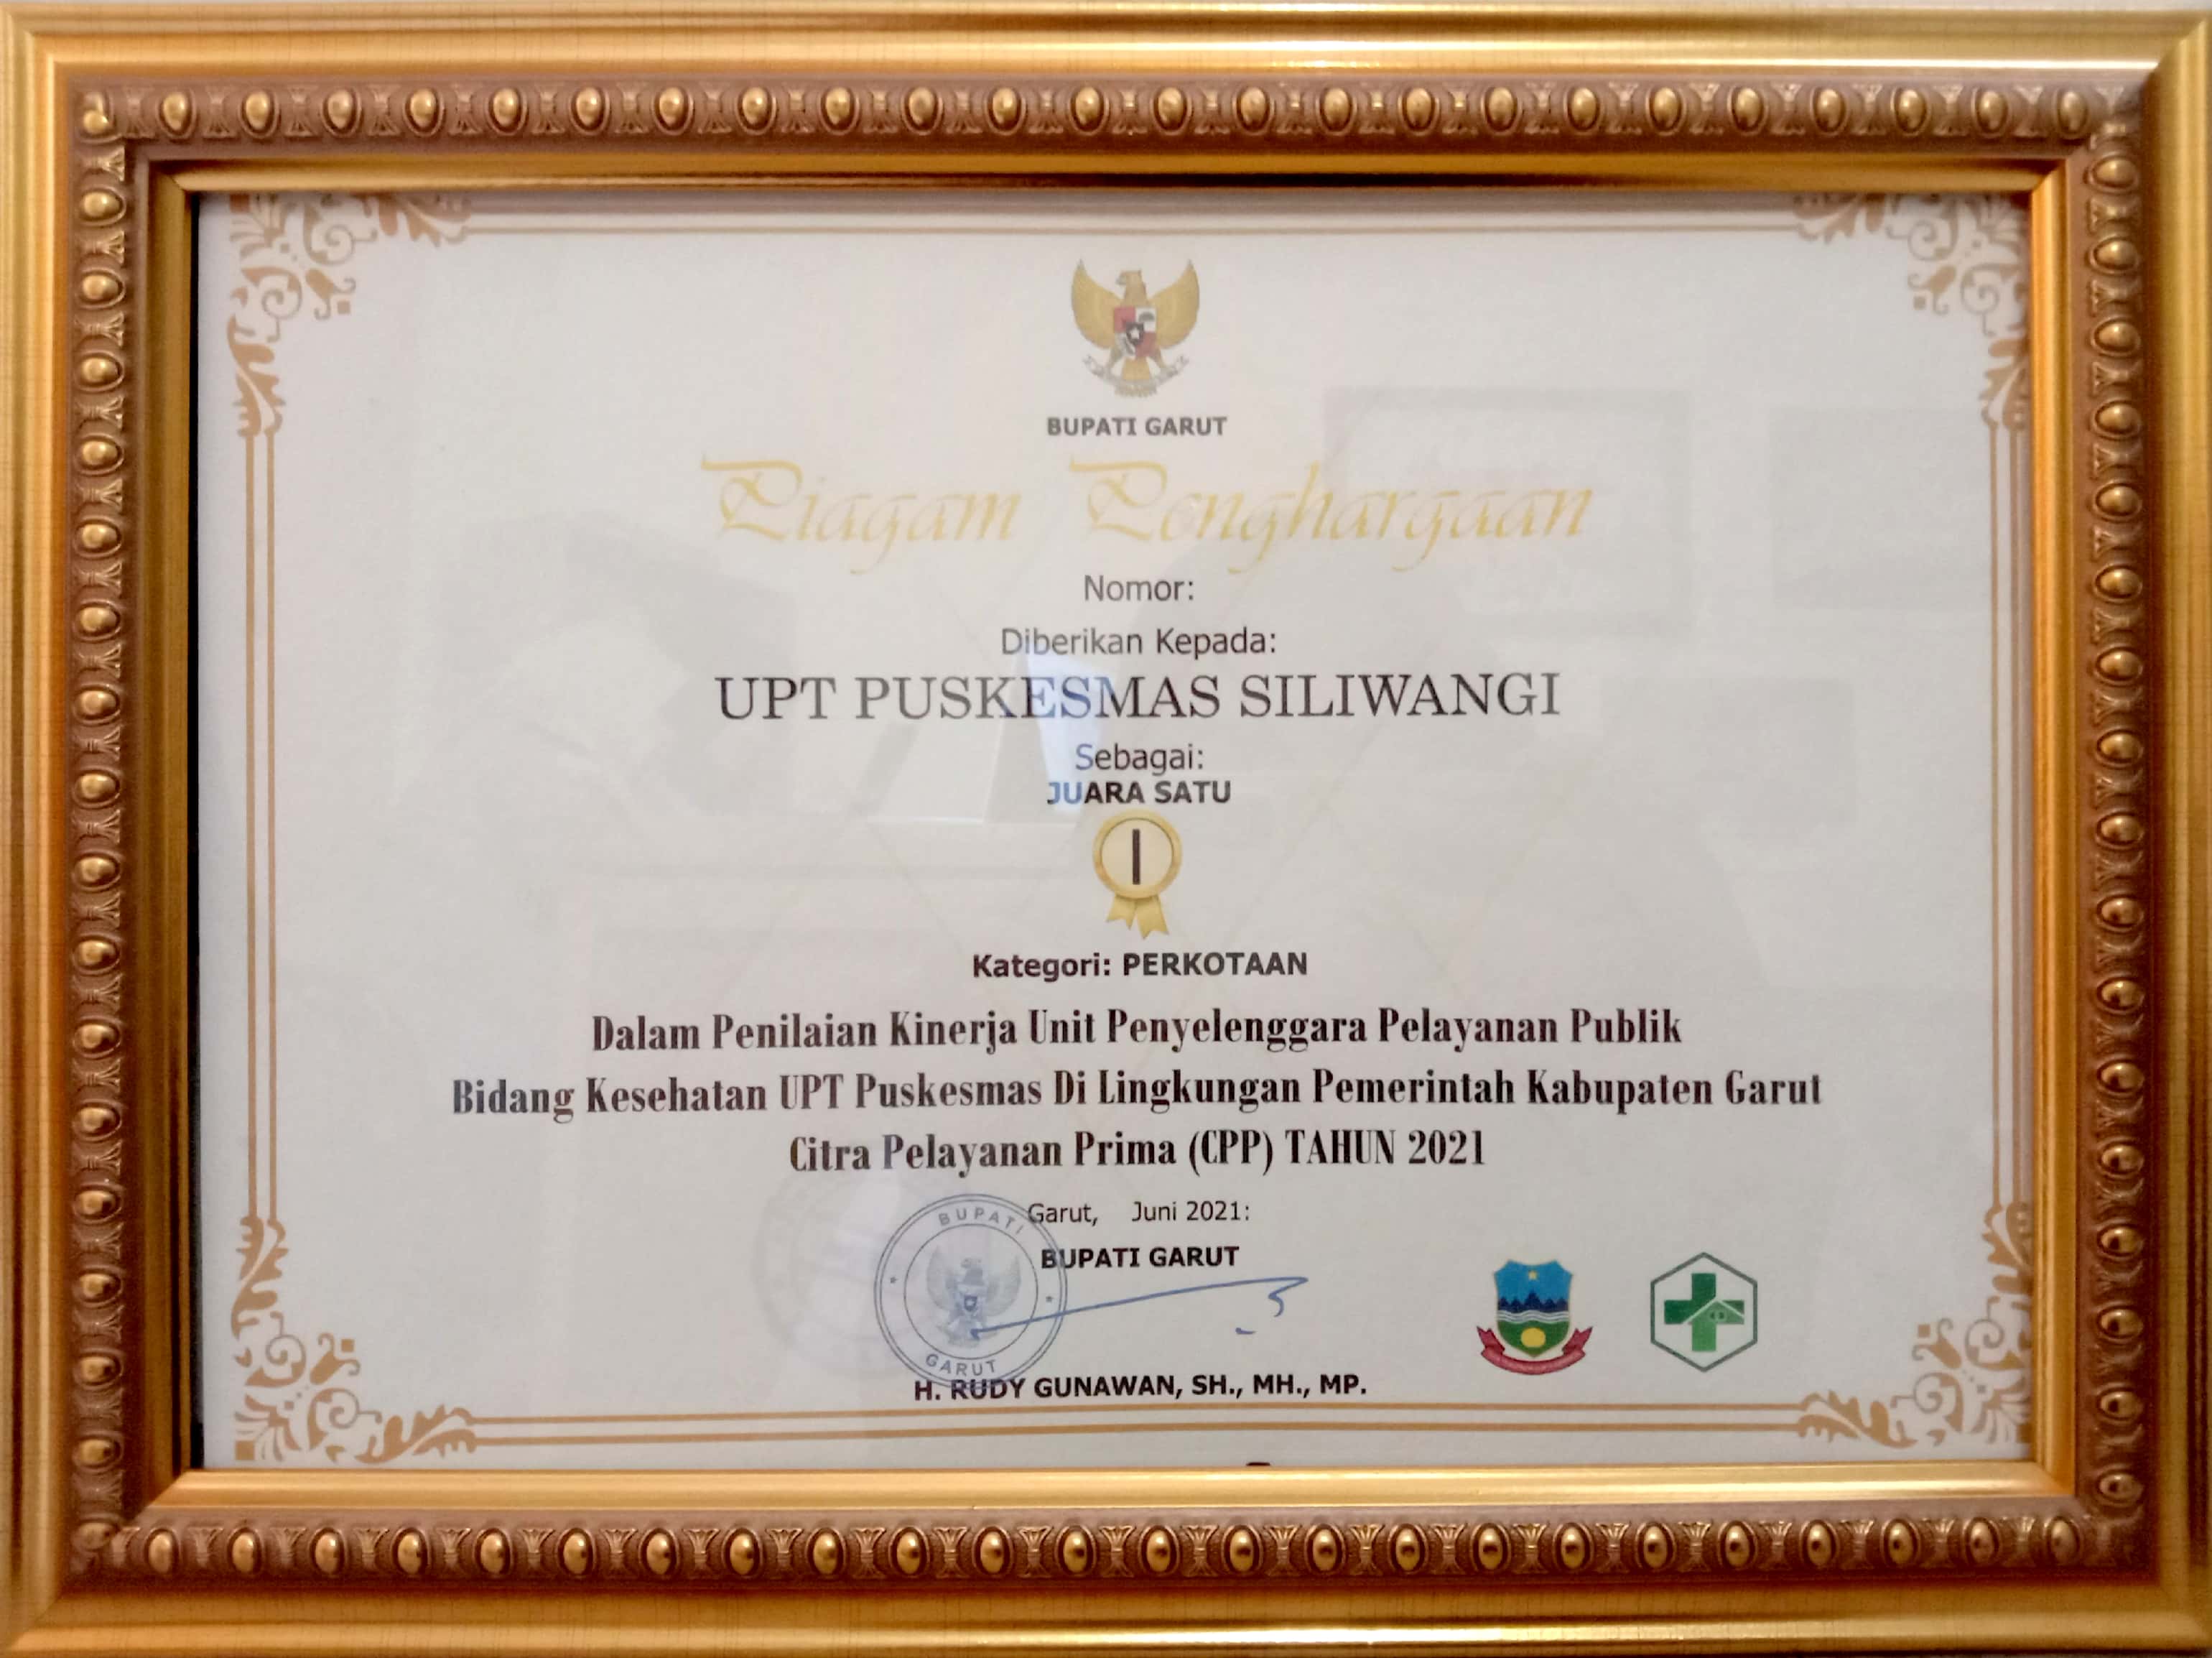 BUPATI GARUT
Piagam Penghargaan
Nomor:
Diberikan Kepada:
UPT PUSKESMAS SILIWANGI
Sebagai:
JUARA SATU
I
Kategori: PERKOTAAN
Dalam Penilaian Kinerja Unit Penyelenggara Pelayanan Publik
Bidang Kesehatan UPT Puskesmas Di Lingkungan Pemerintah Kabupaten Garut
Citra Pelayanan Prima (CPP) TAHUN 2021
Garut, Juni 2021:
BUPATI GARUT
BUPATI
GARUT
H. RUDY GUNAWAN, SH., MH., MP.